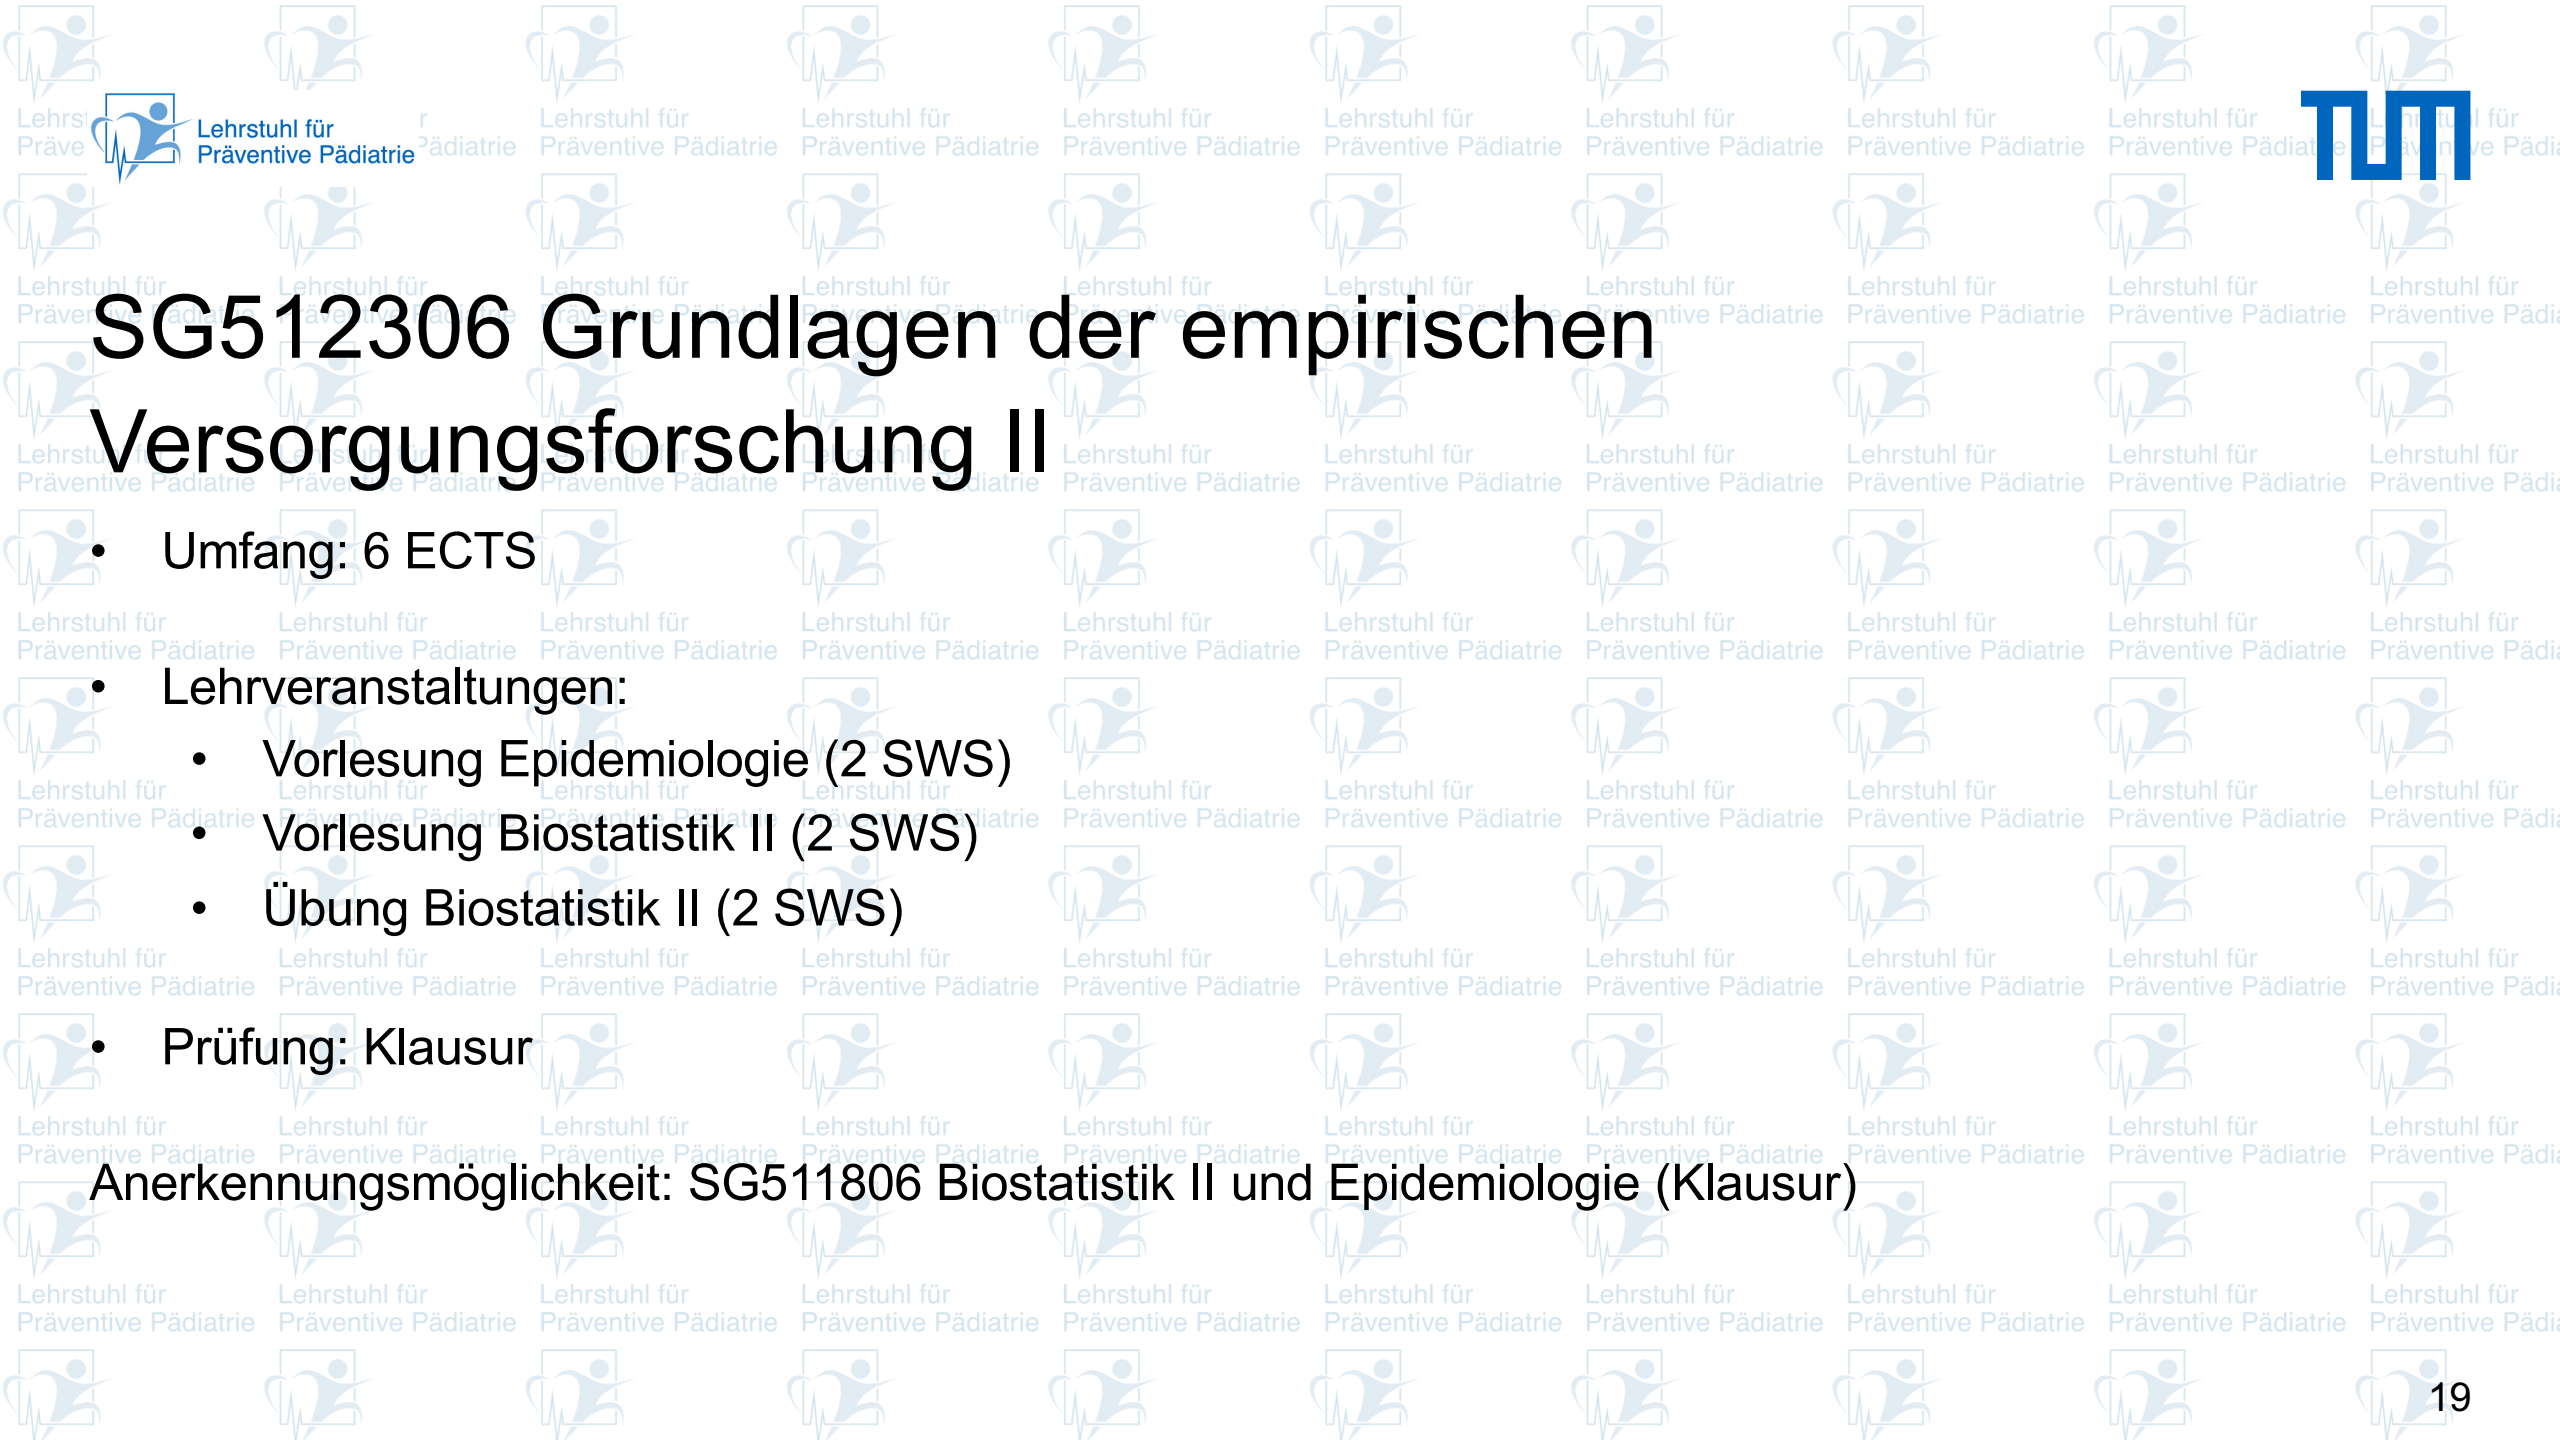 Lehrstuhl für
Präventive Pädiatrie
TUM
SG512306 Grundlagen der empirischen
Versorgungsforschung II
• Umfang: 6 ECTS
• Lehrveranstaltungen:
• Vorlesung Epidemiologie (2 SWS)
• Vorlesung Biostatistik II (2 SWS)
• Übung Biostatistik II (2 SWS)
• Prüfung: Klausur
Anerkennungsmöglichkeit: SG511806 Biostatistik II und Epidemiologie (Klausur)
19